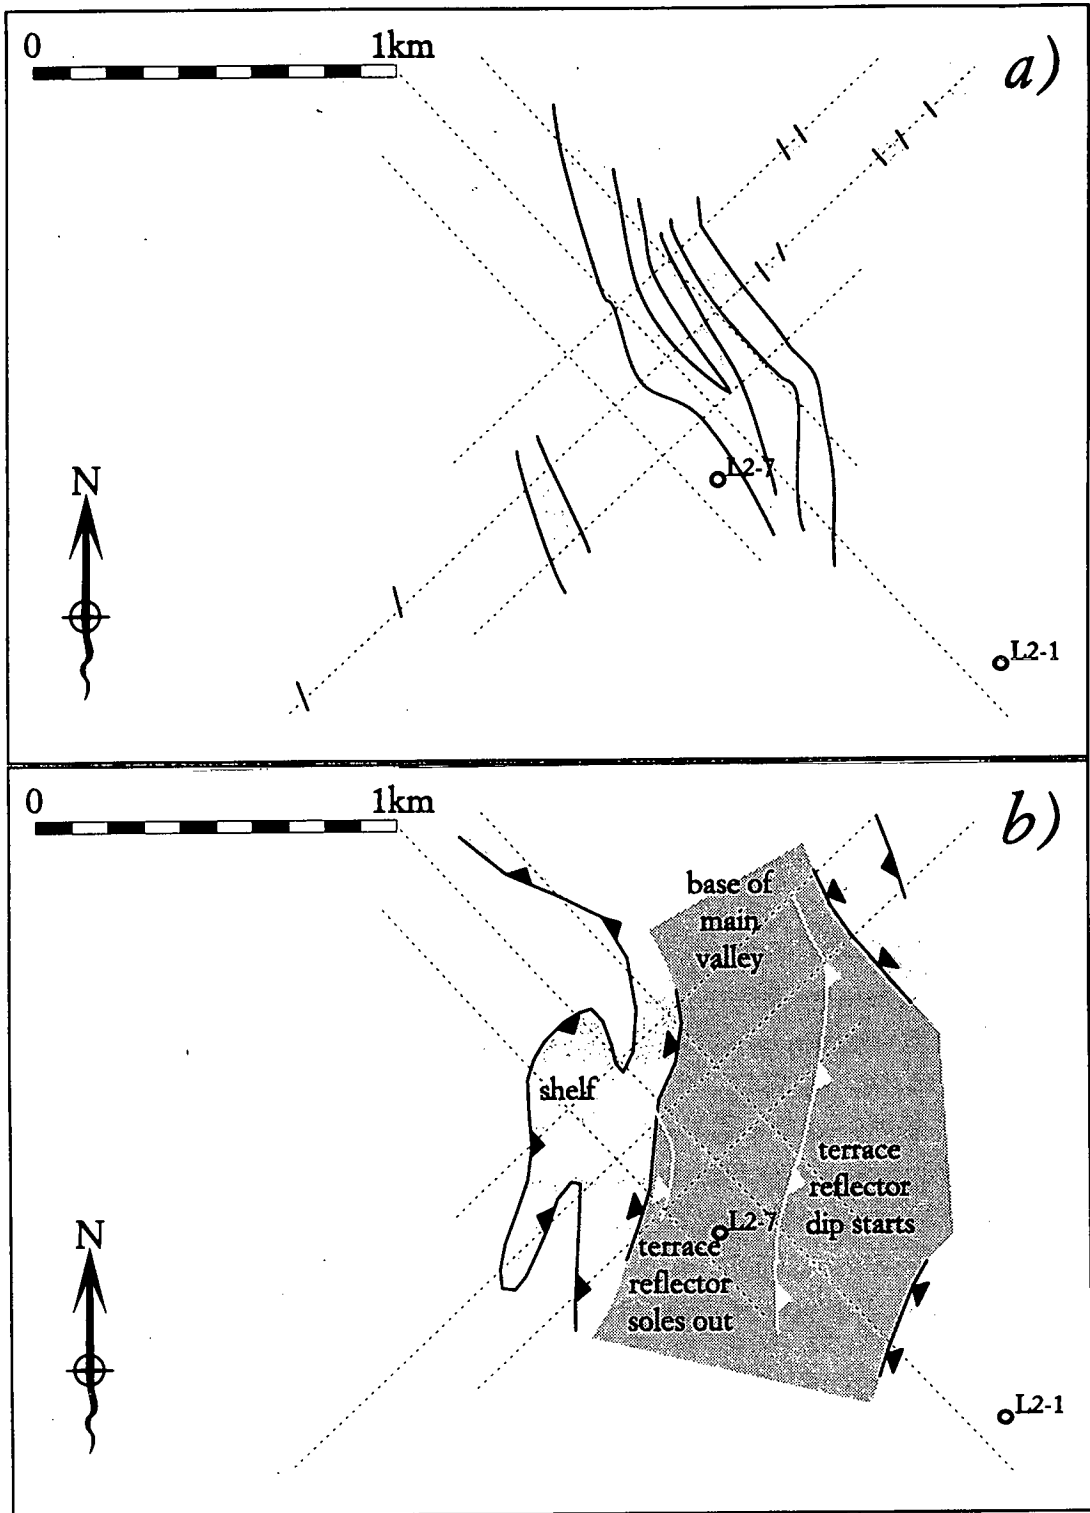 0 1km
a)
L2-7
N
L2-1
0 1km
b)
base of
main
valley
shelf
terrace
reflector
dip starts
L2-7
terrace
reflector
soles out
N
L2-1